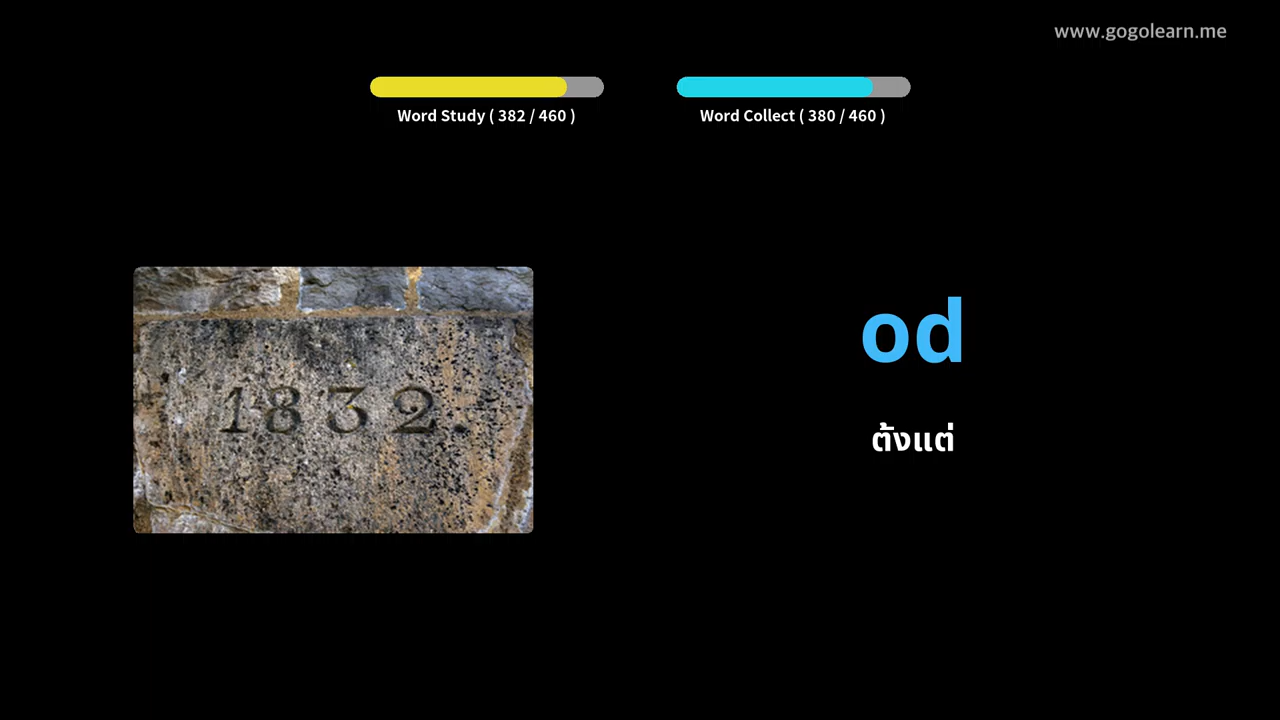 www.gogolearn.me
Word Study ( 382 / 460 )
Word Collect ( 380 / 460 )
1832.
od
ตั้งแต่